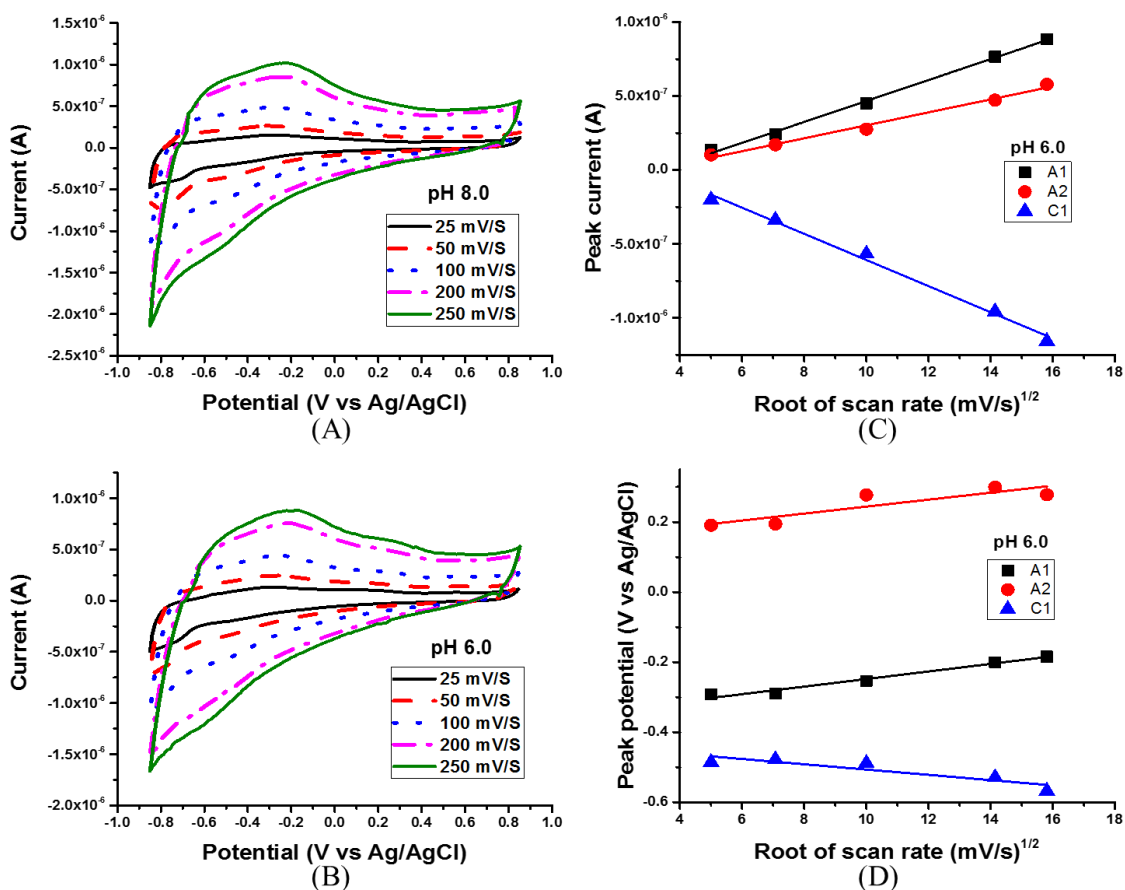 1.5x10⁻⁶
1.0x10⁻⁶
5.0x10⁻⁷
0.0
-5.0x10⁻⁷
-1.0x10⁻⁶
-1.5x10⁻⁶
-2.0x10⁻⁶
-2.5x10⁻⁶
Current (A)
pH 8.0
25 mV/S
50 mV/S
100 mV/S
200 mV/S
250 mV/S
-1.0 -0.8 -0.6 -0.4 -0.2 0.0 0.2 0.4 0.6 0.8 1.0
Potential (V vs Ag/AgCl)
(A)
1.0x10⁻⁶
5.0x10⁻⁷
0.0
-5.0x10⁻⁷
-1.0x10⁻⁶
Peak current (A)
pH 6.0
A1
A2
C1
4 6 8 10 12 14 16
Root of scan rate (mV/s)¹/²
(C)
1.0x10⁻⁶
5.0x10⁻⁷
0.0
-5.0x10⁻⁷
-1.0x10⁻⁶
-1.5x10⁻⁶
-2.0x10⁻⁶
Current (A)
pH 6.0
25 mV/S
50 mV/S
100 mV/S
200 mV/S
250 mV/S
-1.0 -0.8 -0.6 -0.4 -0.2 0.0 0.2 0.4 0.6 0.8 1.0
Potential (V vs Ag/AgCl)
(B)
0.2
0.0
-0.2
-0.4
-0.6
Peak potential (V vs Ag/AgCl)
pH 6.0
A1
A2
C1
4 6 8 10 12 14 16
Root of scan rate (mV/s)¹/²
(D)